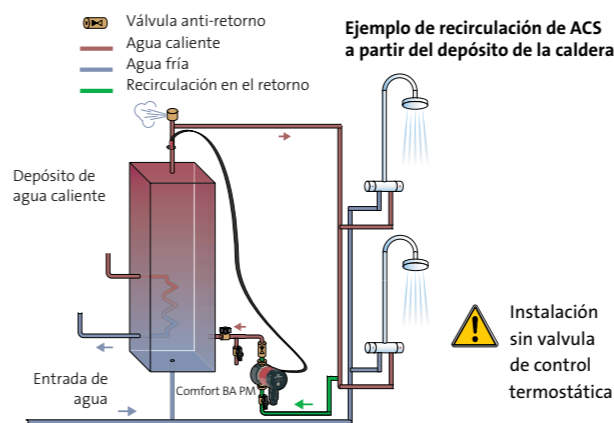 Válvula anti-retorno
Agua caliente
Agua fría
Recirculación en el retorno
Ejemplo de recirculación de ACS
a partir del depósito de la caldera
Depósito de
agua caliente
Entrada de
agua
Comfort BA PM
Instalación
sin valvula
de control
termostática